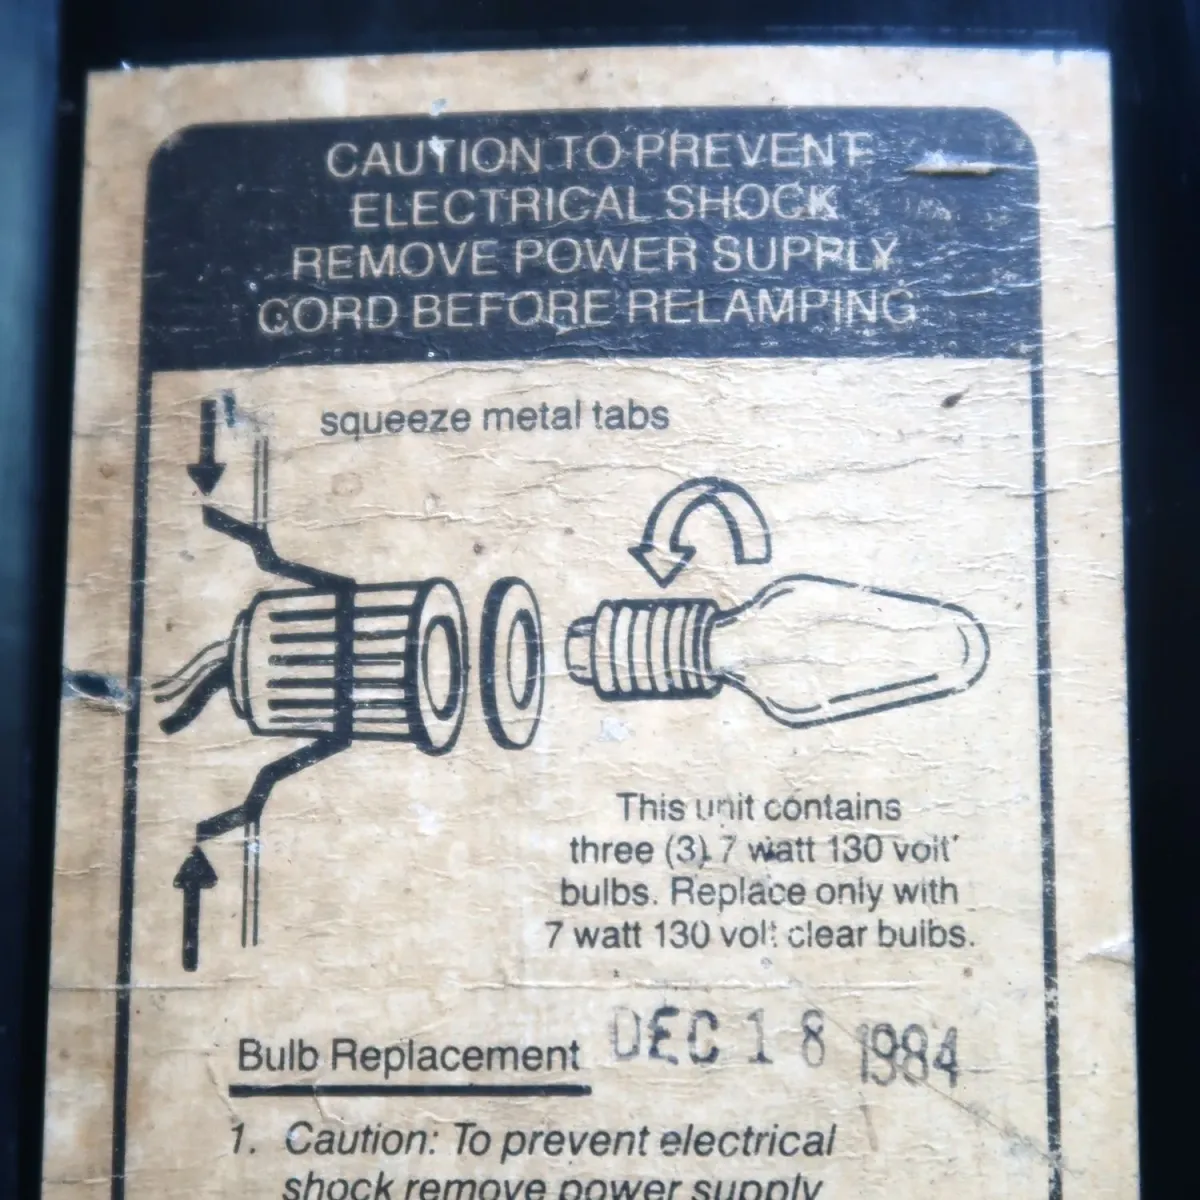 CAUTION TO PREVENT
ELECTRICAL SHOCK
REMOVE POWER SUPPLY
CORD BEFORE RELAMPING
squeeze metal tabs
This unit contains
three (3) 7 watt 130 volt
bulbs. Replace only with
7 watt 130 volt clear bulbs.
Bulb Replacement
DEC 18 1984
1. Caution: To prevent electrical
shock remove power supply